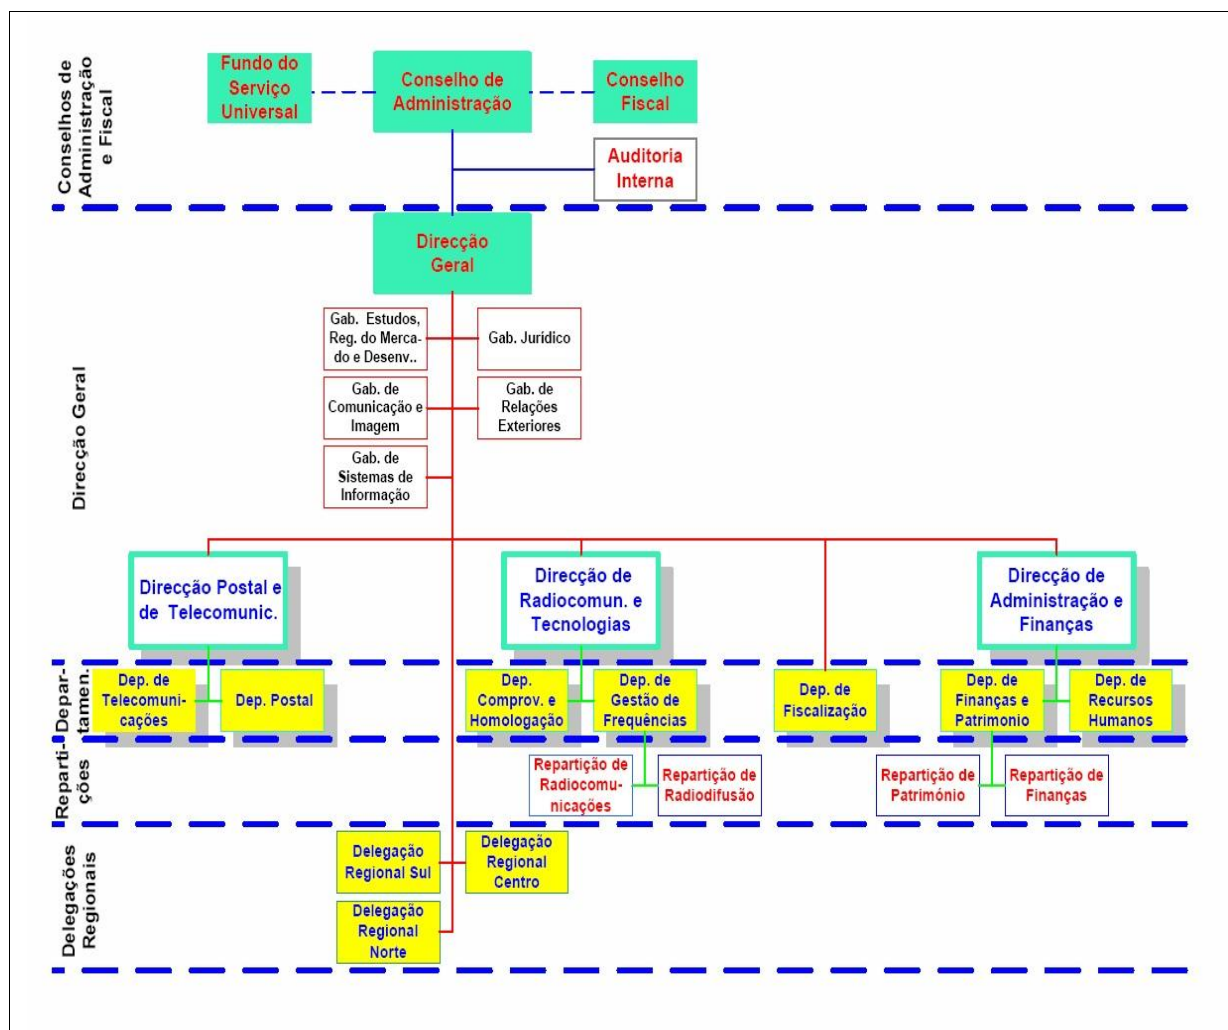 Conselhos de
Administração
e Fiscal
Fundo do
Serviço
Universal
Conselho de
Administração
Conselho
Fiscal
Auditoria
Interna
Direcção Geral
Direcção
Geral
Gab. Estudos,
Reg. do Merca-
do e Desenv..
Gab. Jurídico
Gab. de
Comunicação e
Imagem
Gab. de
Relações
Exteriores
Gab. de
Sistemas de
Informação
Direcção Postal e
de Telecomunic.
Direcção de
Radiocomun. e
Tecnologias
Direcção de
Administração e
Finanças
Depar-
tamen.
Dep. de
Telecomuni-
cações
Dep. Postal
Dep.
Comprov. e
Homologação
Dep. de
Gestão de
Frequências
Dep. de
Fiscalização
Dep. de
Finanças e
Patrimonio
Dep. de
Recursos
Humanos
Reparti-
ções
Repartição de
Radiocomu-
nicações
Repartição de
Radiodifusão
Repartição de
Património
Repartição de
Finanças
Delegações
Regionais
Delegação
Regional Sul
Delegação
Regional
Centro
Delegação
Regional
Norte